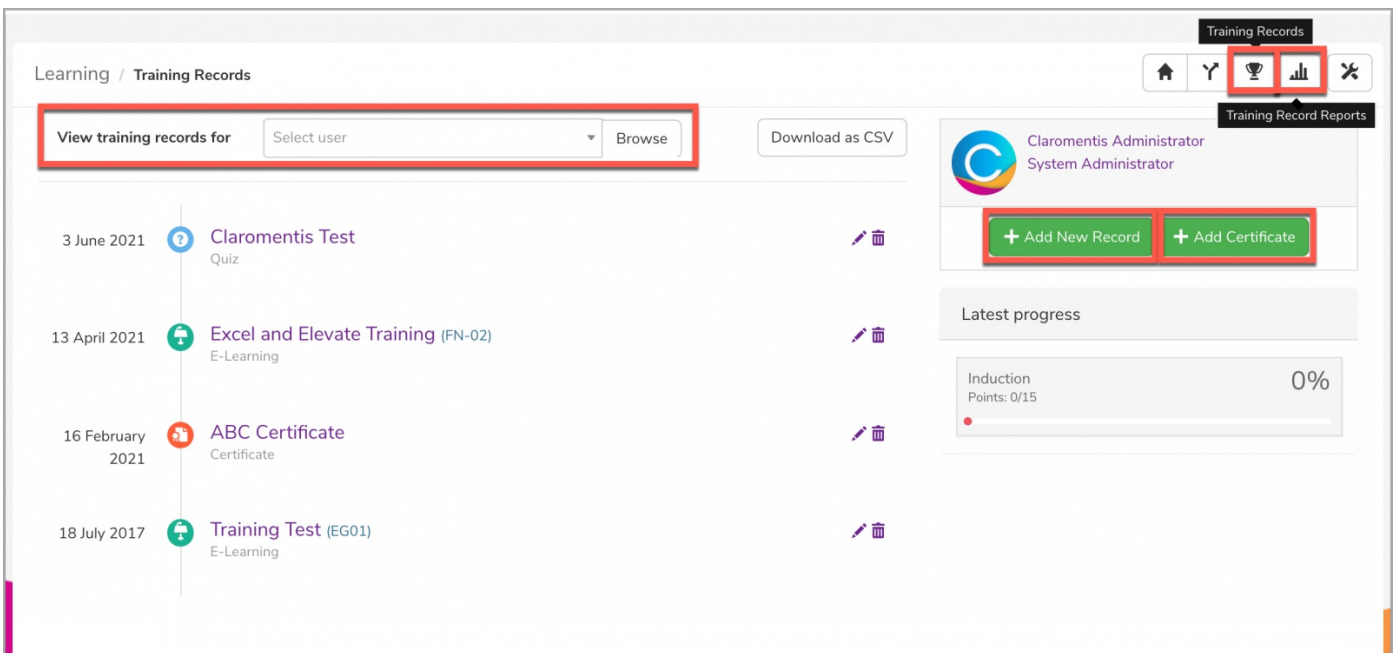 Training Records
Learning / Training Records
Training Record Reports
View training records for
Select user
Browse
Download as CSV
Claromentis Administrator
System Administrator
+ Add New Record
+ Add Certificate
3 June 2021
Claromentis Test
Quiz
13 April 2021
Excel and Elevate Training (FN-02)
E-Learning
16 February
2021
ABC Certificate
Certificate
18 July 2017
Training Test (EG01)
E-Learning
Latest progress
Induction
0%
Points: 0/15